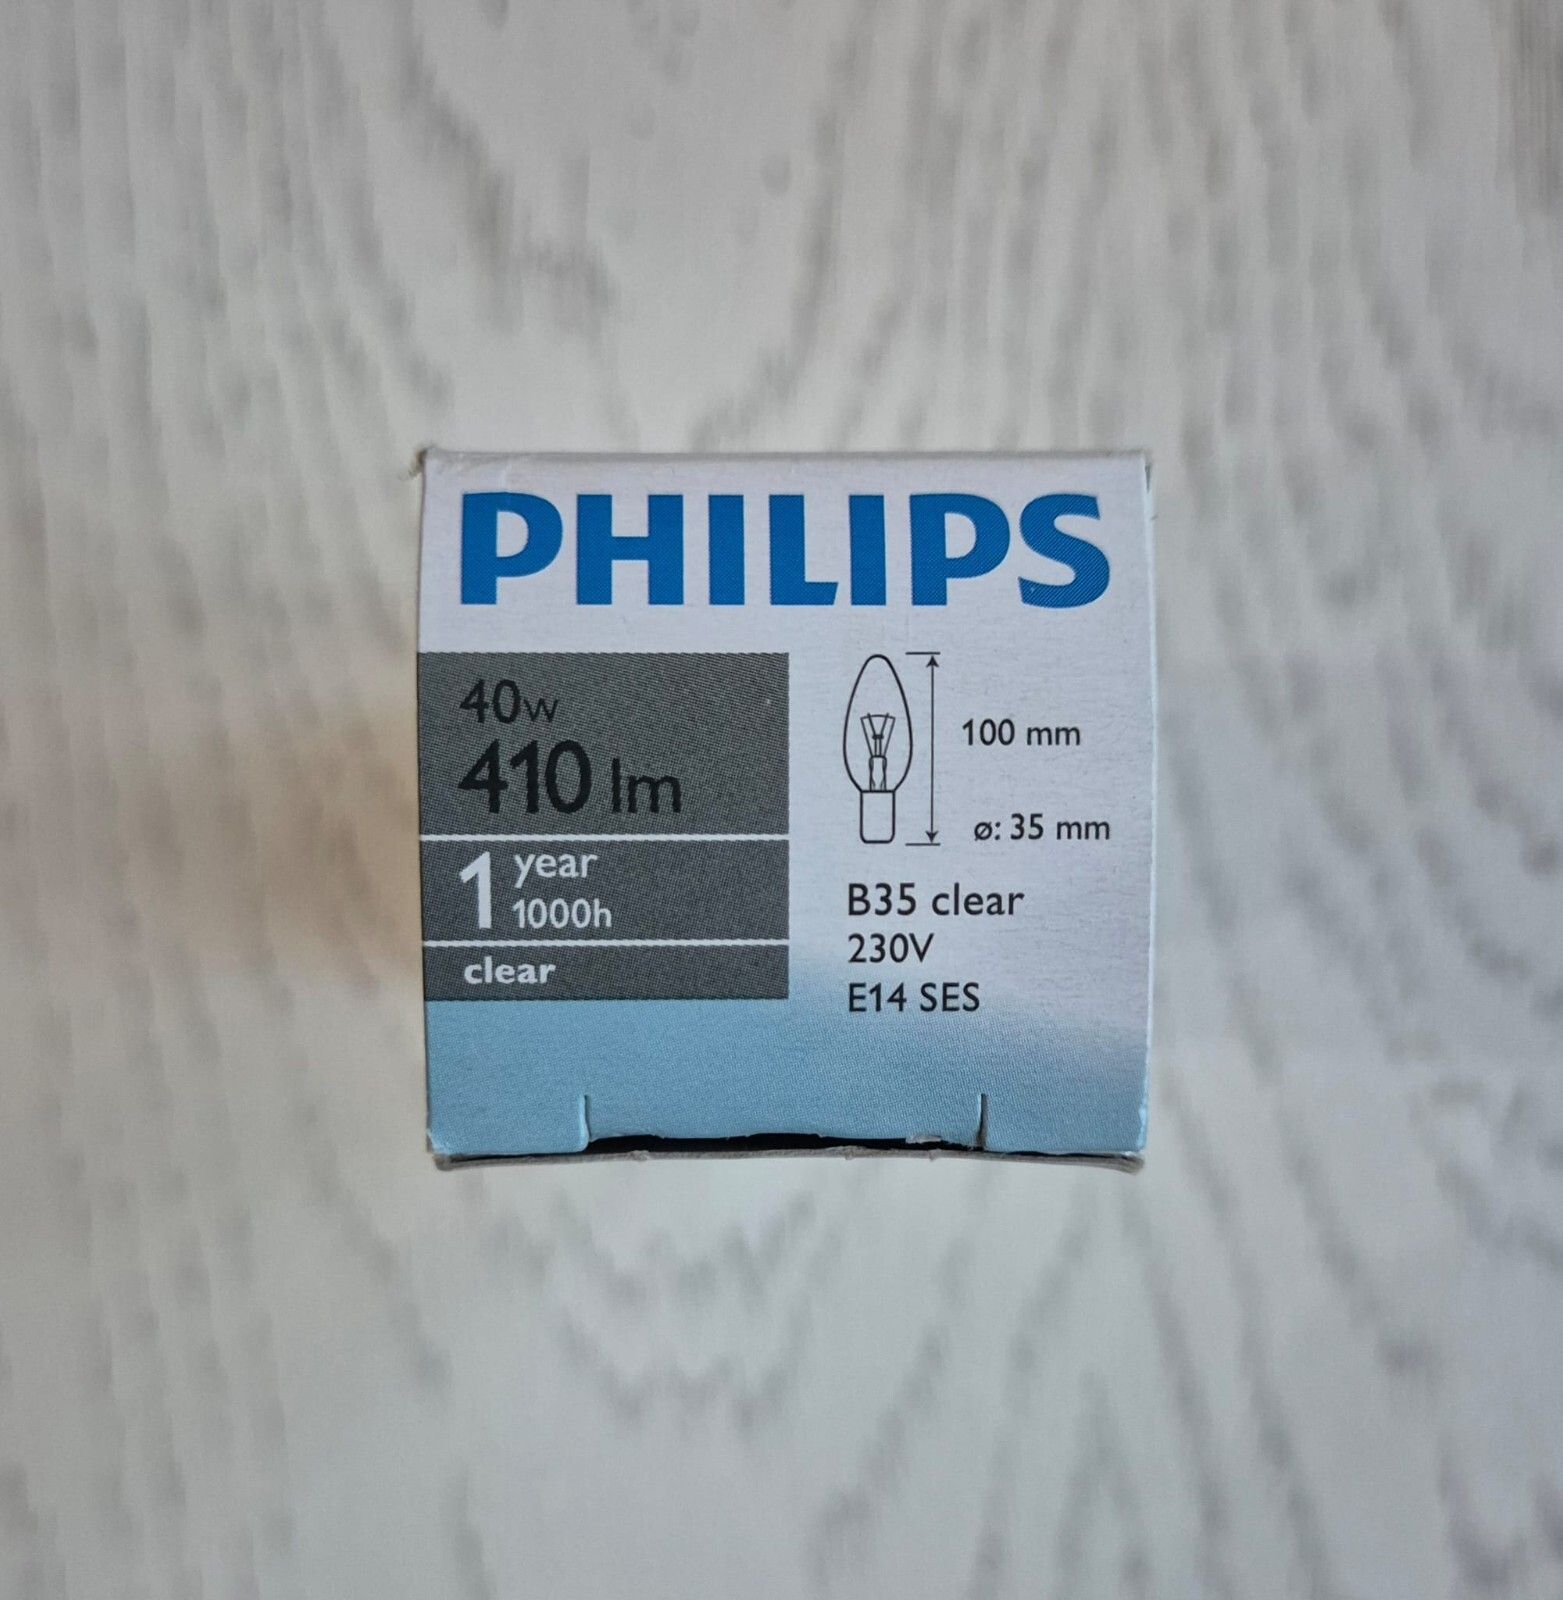 PHILIPS
40w
410 lm
1 year
1000h
clear
100 mm
ø: 35 mm
B35 clear
230V
E14 SES